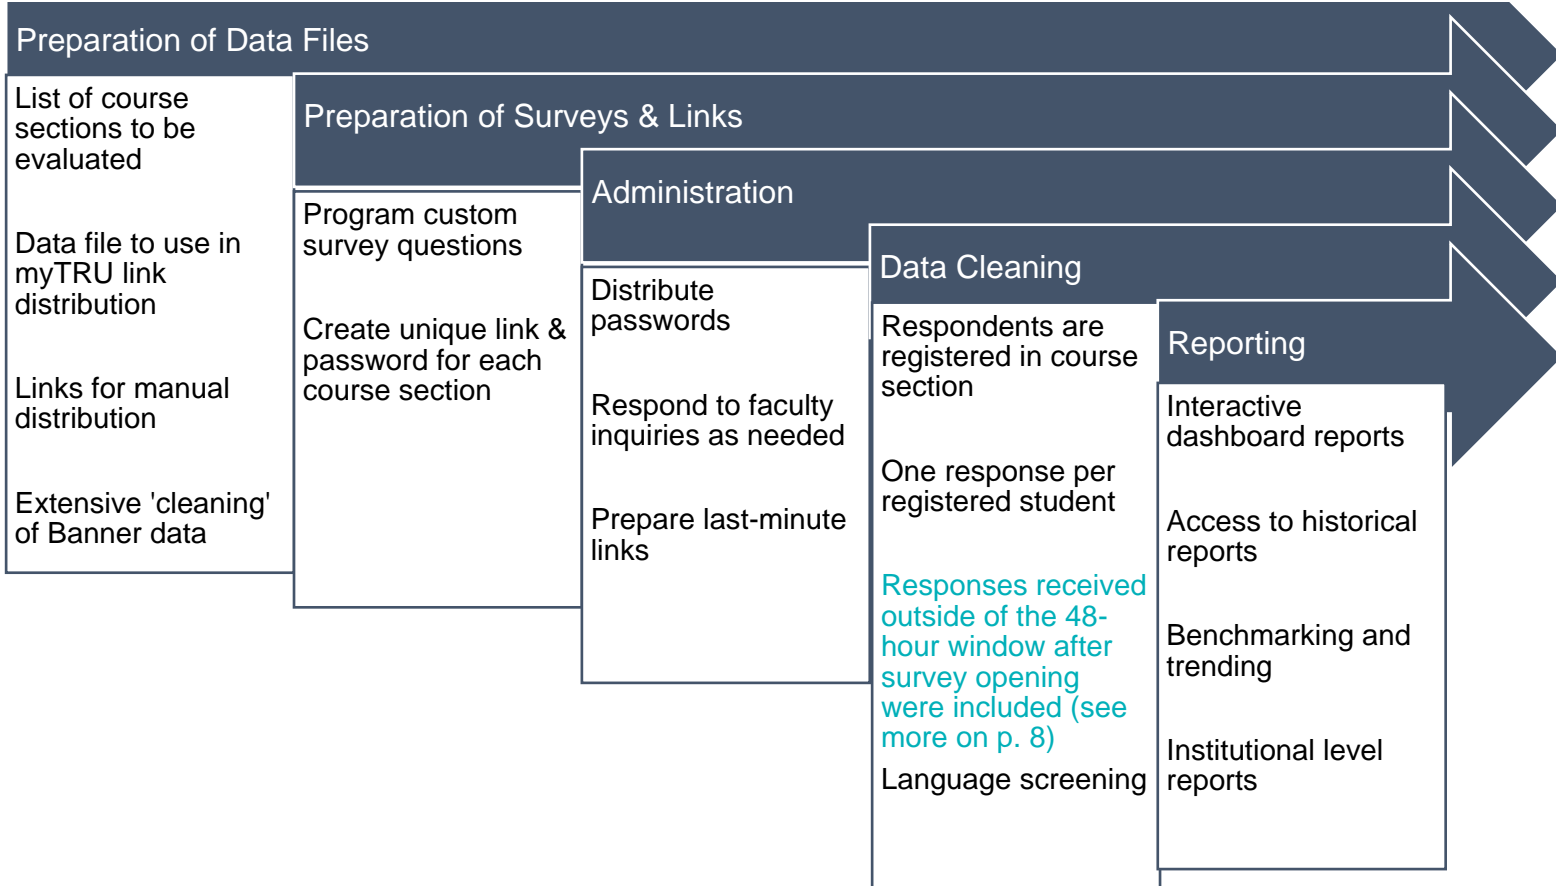 Preparation of Data Files
List of course
sections to be
evaluated
Data file to use in
myTRU link
distribution
Links for manual
distribution
Extensive 'cleaning'
of Banner data
Preparation of Surveys & Links
Program custom
survey questions
Create unique link &
password for each
course section
Administration
Distribute
passwords
Respond to faculty
inquiries as needed
Prepare last-minute
links
Data Cleaning
Respondents are
registered in course
section
One response per
registered student
Responses received
outside of the 48-
hour window after
survey opening
were included (see
more on p. 8)
Language screening
Reporting
Interactive
dashboard reports
Access to historical
reports
Benchmarking and
trending
Institutional level
reports